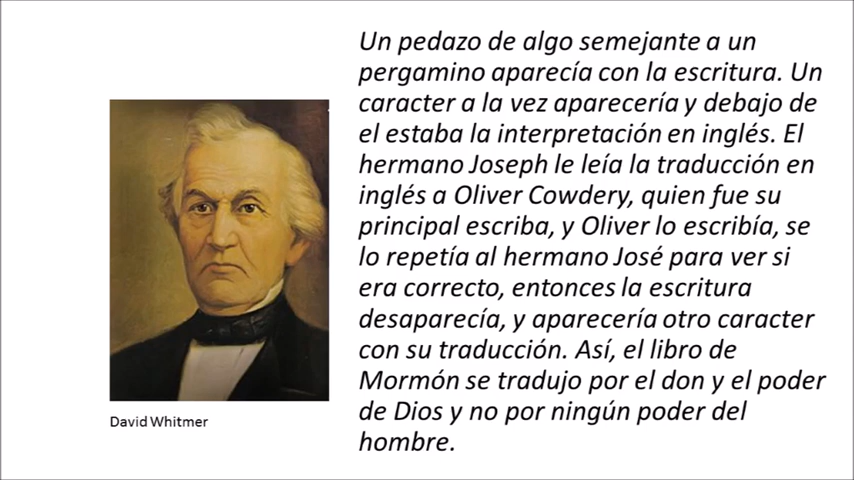 Un pedazo de algo semejante a un
pergamino aparecía con la escritura. Un
caracter a la vez aparecería y debajo de
el estaba la interpretación en inglés. El
hermano Joseph le leía la traducción en
inglés a Oliver Cowdery, quien fue su
principal escriba, y Oliver lo escribía, se
lo repetía al hermano José para ver si
era correcto, entonces la escritura
desaparecía, y aparecería otro caracter
con su traducción. Así, el libro de
Mormón se tradujo por el don y el poder
de Dios y no por ningún poder del
hombre.
David Whitmer